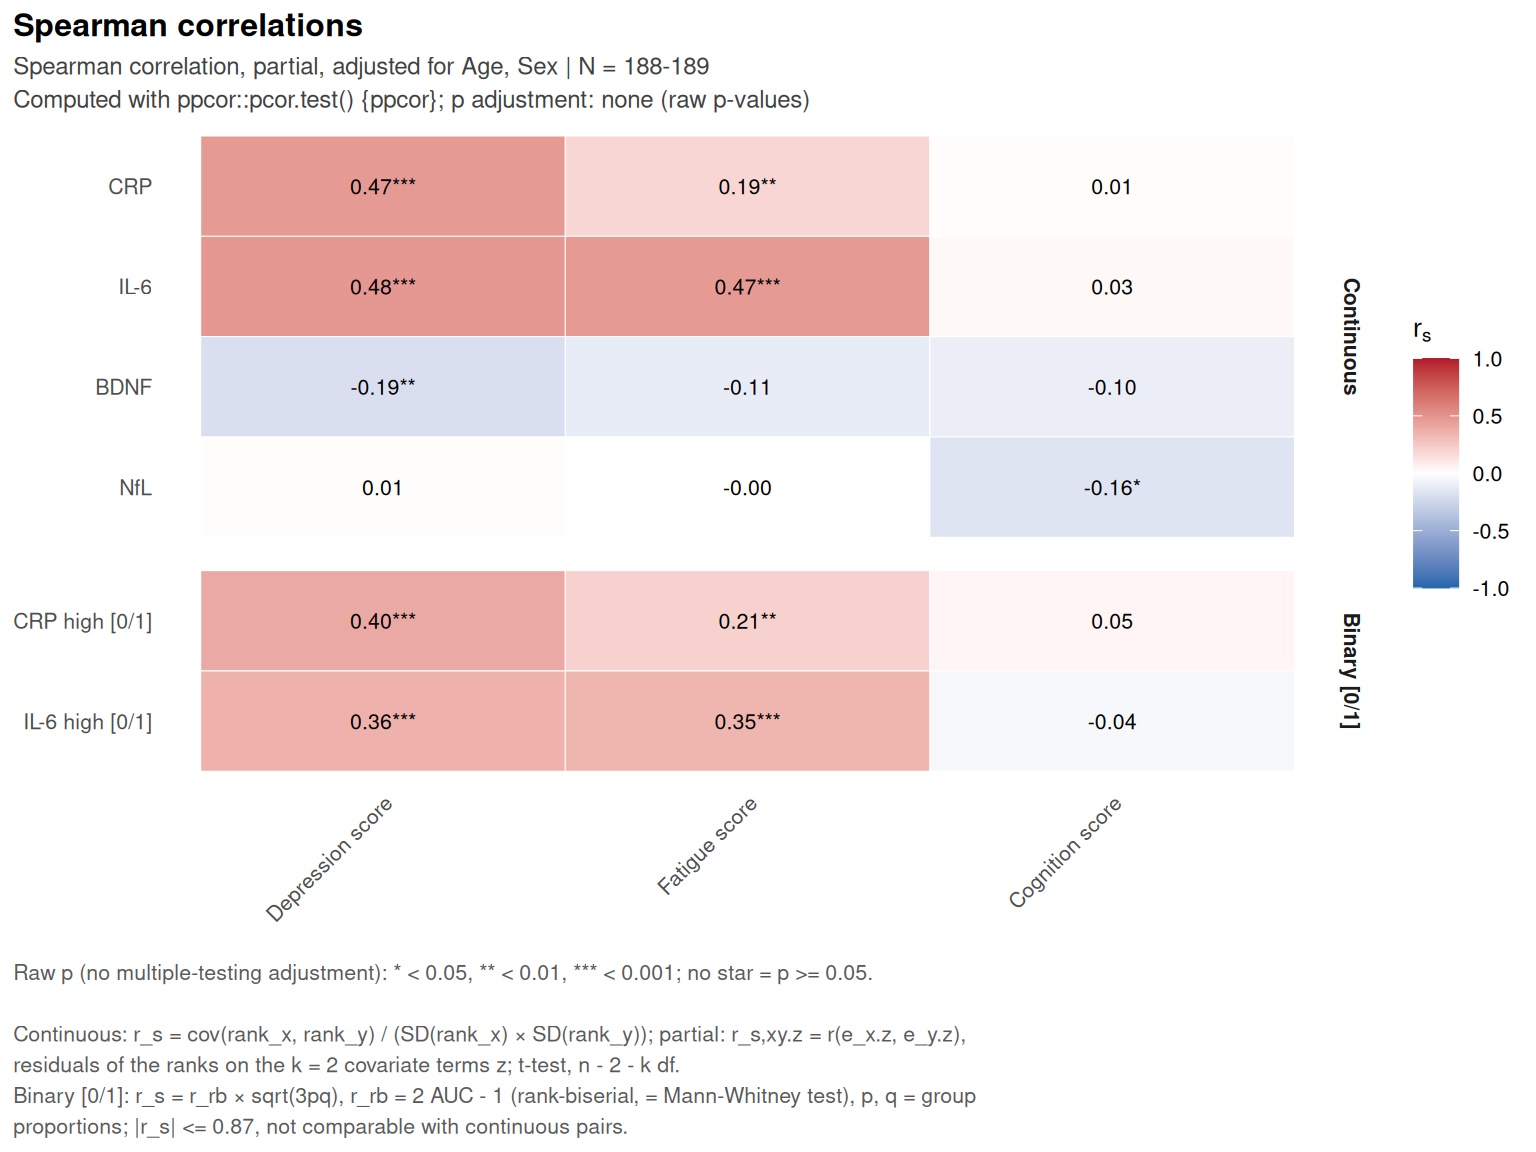 Spearman correlations
Spearman correlation, partial, adjusted for Age, Sex | N = 188-189
Computed with ppcor::pcor.test() {ppcor}; p adjustment: none (raw p-values)
CRP 0.47*** 0.19** 0.01
IL-6 0.48*** 0.47*** 0.03
BDNF -0.19** -0.11 -0.10
NfL 0.01 -0.00 -0.16*
Continuous
CRP high [0/1] 0.40*** 0.21** 0.05
IL-6 high [0/1] 0.36*** 0.35*** -0.04
Binary [0/1]
Depression score Fatigue score Cognition score
r_s
1.0
0.5
0.0
-0.5
-1.0
Raw p (no multiple-testing adjustment): * < 0.05, ** < 0.01, *** < 0.001; no star = p >= 0.05.
Continuous: r_s = cov(rank_x, rank_y) / (SD(rank_x) × SD(rank_y)); partial: r_s,xy.z = r(e_x.z, e_y.z),
residuals of the ranks on the k = 2 covariate terms z; t-test, n - 2 - k df.
Binary [0/1]: r_s = r_rb × sqrt(3pq), r_rb = 2 AUC - 1 (rank-biserial, = Mann-Whitney test), p, q = group
proportions; |r_s| <= 0.87, not comparable with continuous pairs.